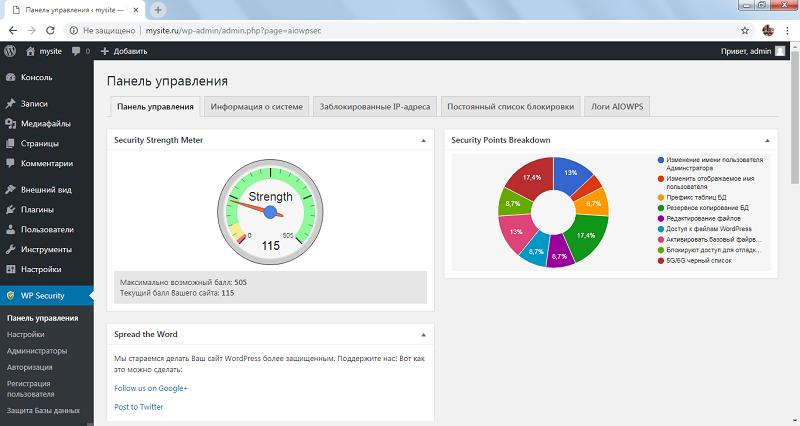 Панель управления ‹ mysite —
Не защищено
mysite.ru/wp-admin/admin.php?page=aiowpsec
mysite
0
Добавить
Привет, admin
Консоль
Записи
Медиафайлы
Страницы
Комментарии
Внешний вид
Плагины
Пользователи
Инструменты
Настройки
WP Security
Панель управления
Настройки
Администраторы
Авторизация
Регистрация
пользователя
Защита Базы данных
Панель управления
Панель управления
Информация о системе
Заблокированные IP-адреса
Постоянный список блокировки
Логи AIOWPS
Security Strength Meter
Strength
0
505
115
Максимально возможный балл: 505
Текущий балл Вашего сайта: 115
Spread the Word
Мы стараемся делать Ваш сайт WordPress более защищенным. Поддержите нас! Вот как
это можно сделать:
Follow us on Google+
Post to Twitter
Security Points Breakdown
13%
8,7%
17,4%
8,7%
8,7%
13%
8,7%
17,4%
Изменение имени пользователя
Администратора
Изменить отображаемое имя
пользователя
Префикс таблиц БД
Резервное копирование БД
Редактирование файлов
Доступ к файлам WordPress
Активировать базовый файрв...
Блокируют доступ для отладк...
5G/6G черный список